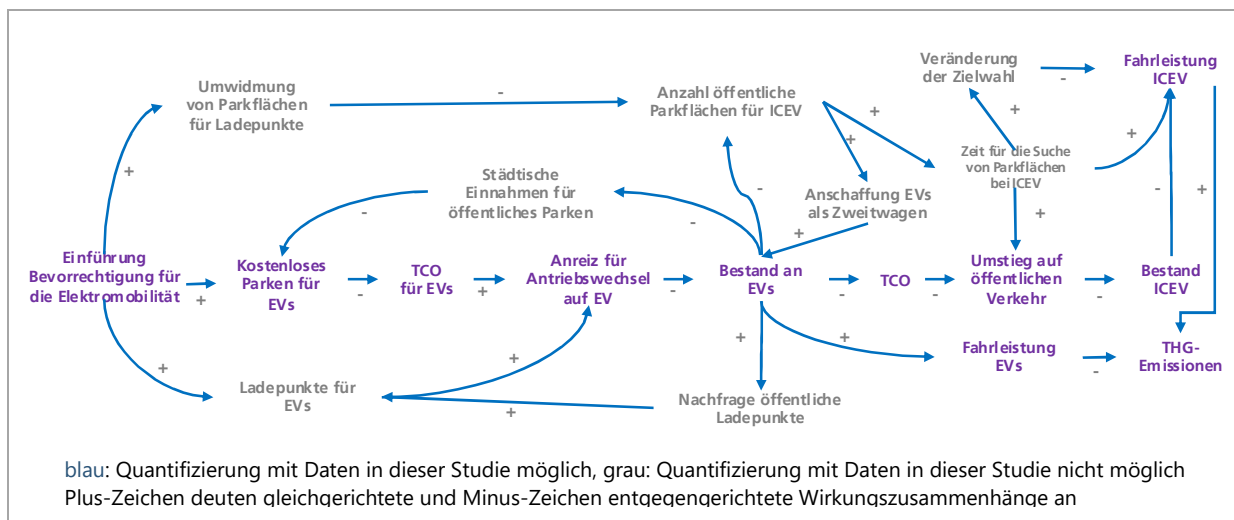 Umwidmung
von Parkflächen
für Ladepunkte
-
Anzahl öffentliche
Parkflächen für ICEV
Veränderung
der Zielwahl
-
Fahrleistung
ICEV
+
+
+
+
+
Zeit für die Suche
von Parkflächen
bei ICEV
+
-
+
Städtische
Einnahmen für
öffentliches Parken
-
-
-
Anschaffung EVs
als Zweitwagen
+
+
Einführung
Bevorrechtigung für
die Elektromobilität
+
Kostenloses
Parken für
EVs
-
TCO
für EVs
+
Anreiz für
Antriebswechsel
auf EV
-
Bestand an
EVs
-
TCO
-
Umstieg auf
öffentlichen
Verkehr
-
Bestand
ICEV
+
Ladepunkte für
EVs
+
+
+
+
Nachfrage öffentliche
Ladepunkte
Fahrleistung
EVs
-
THG-
Emissionen
blau: Quantifizierung mit Daten in dieser Studie möglich, grau: Quantifizierung mit Daten in dieser Studie nicht möglich
Plus-Zeichen deuten gleichgerichtete und Minus-Zeichen entgegengerichtete Wirkungszusammenhänge an